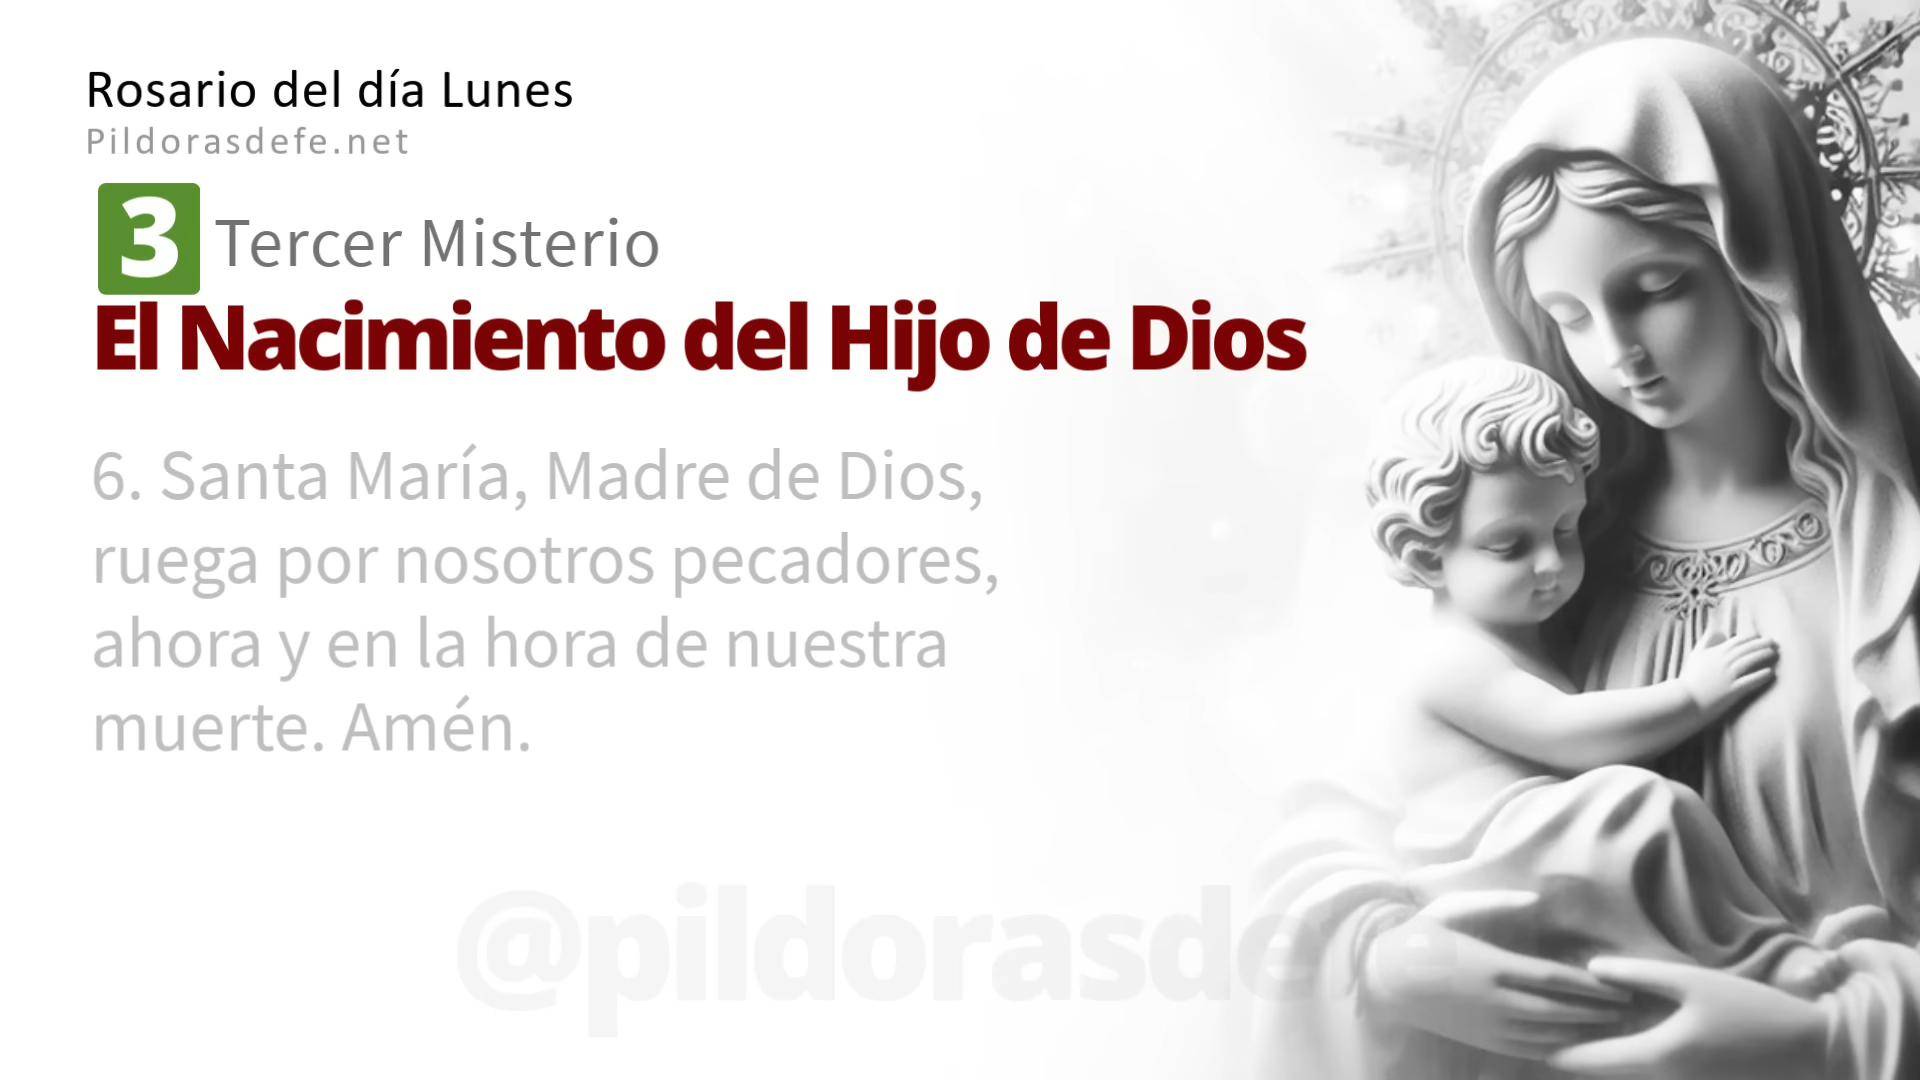 Rosario del día Lunes
Pildorasdefe.net
3 Tercer Misterio
El Nacimiento del Hijo de Dios
6. Santa María, Madre de Dios,
ruega por nosotros pecadores,
ahora y en la hora de nuestra
muerte. Amén.
@pildorasdefe